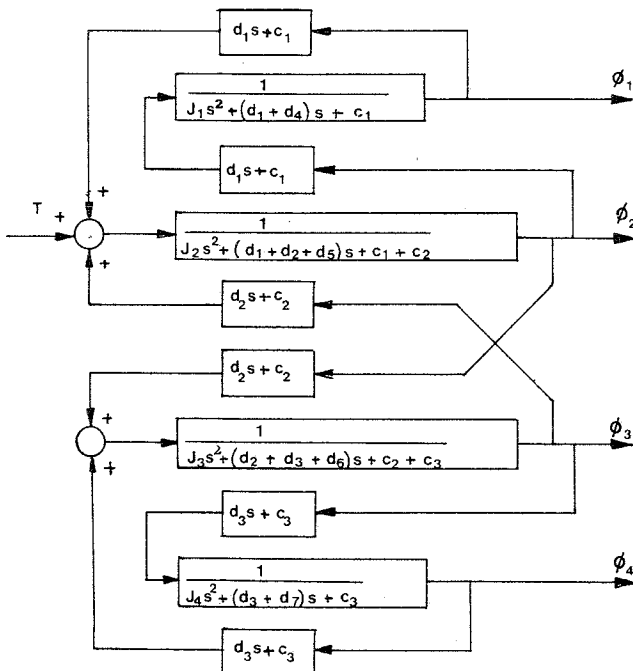 d₁s+c₁
1
J₁s²+(d₁+d₄)s + c₁
ϕ₁
d₁s+c₁
+
T
+
1
J₂s²+(d₁+d₂+d₅)s+c₁+c₂
ϕ₂
+
d₂s+c₂
d₂s+c₂
+
1
J₃s²+(d₂+d₃+d₆)s+c₂+c₃
ϕ₃
+
d₃s+c₃
1
J₄s²+(d₃+d₇)s+c₃
ϕ₄
d₃s+c₃